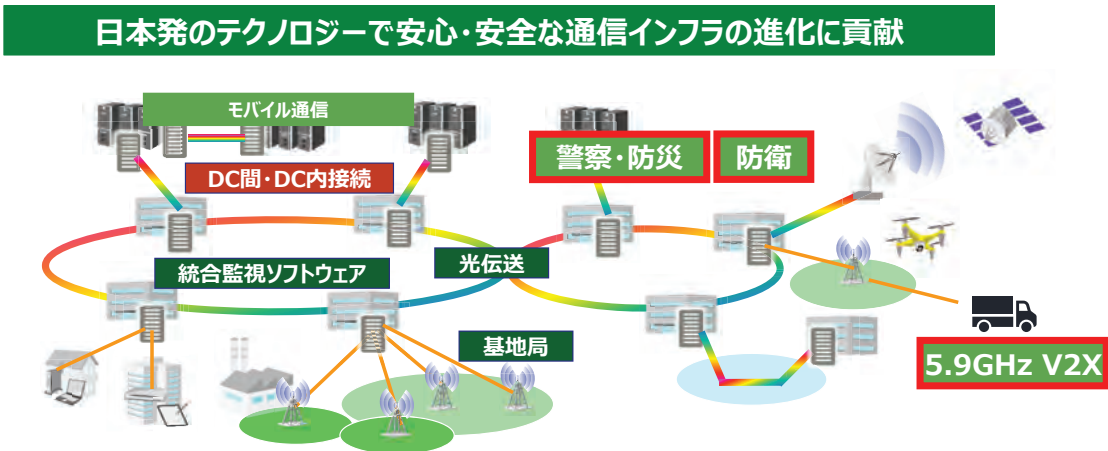 日本発のテクノロジーで安心・安全な通信インフラの進化に貢献
モバイル通信
警察・防災
防衛
DC間・DC内接続
光伝送
統合監視ソフトウェア
基地局
5.9GHz V2X